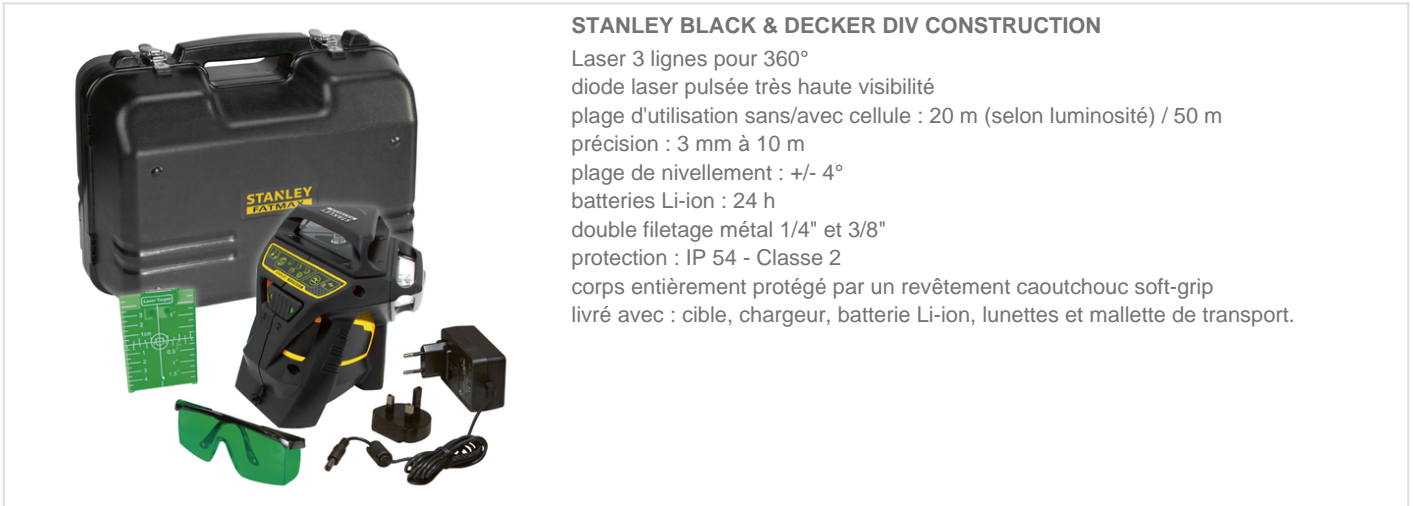 STANLEY BLACK & DECKER DIV CONSTRUCTION
Laser 3 lignes pour 360°
diode laser pulsée très haute visibilité
plage d'utilisation sans/avec cellule : 20 m (selon luminosité) / 50 m
précision : 3 mm à 10 m
plage de nivellement : +/- 4°
batteries Li-ion : 24 h
double filetage métal 1/4" et 3/8"
protection : IP 54 - Classe 2
corps entièrement protégé par un revêtement caoutchouc soft-grip
livré avec : cible, chargeur, batterie Li-ion, lunettes et mallette de transport.
STANLEY
FATMAX
Laser Target